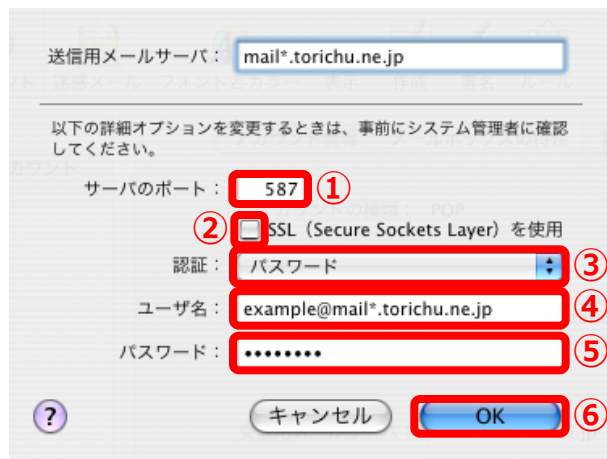 送信用メールサーバ： mail*.torichu.ne.jp
以下の詳細オプションを変更するときは、事前にシステム管理者に確認
してください。
サーバのポート： 587 ①
② SSL（Secure Sockets Layer）を使用
認証： パスワード ③
ユーザ名： example@mail*.torichu.ne.jp ④
パスワード： •••••••• ⑤
? キャンセル OK ⑥